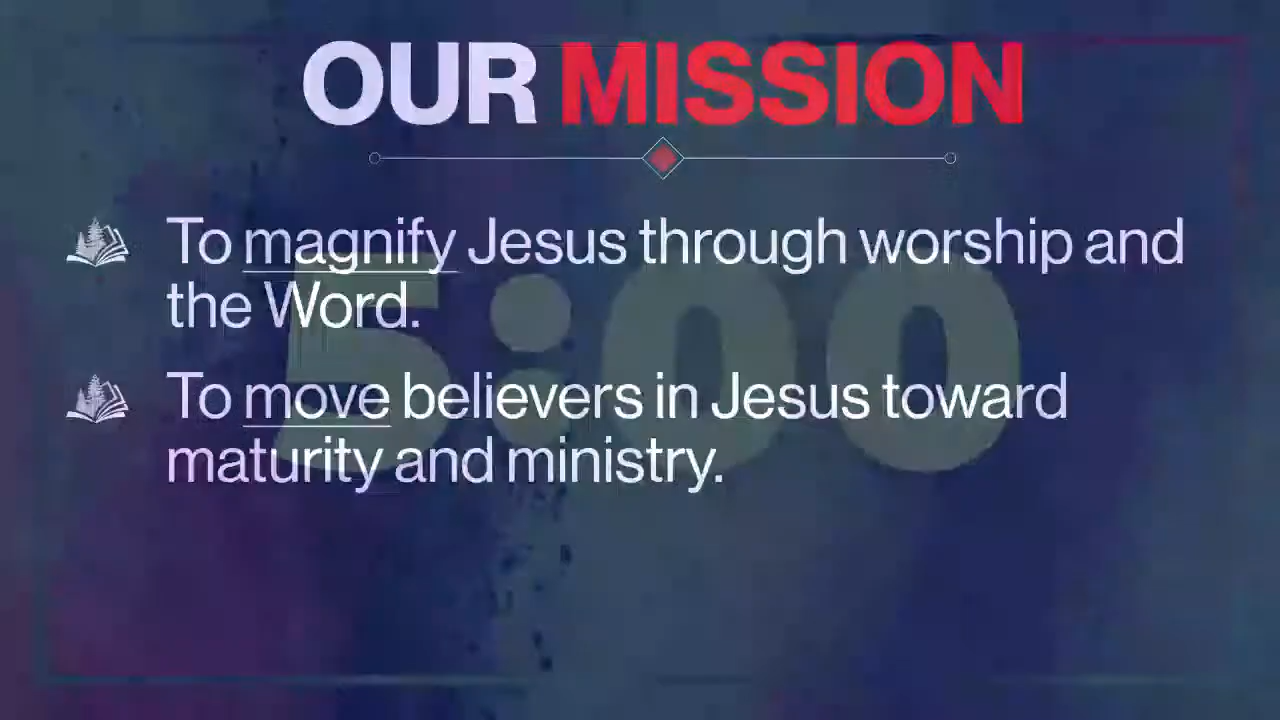 OUR MISSION
To magnify Jesus through worship and
the Word.
5:00
To move believers in Jesus toward
maturity and ministry.